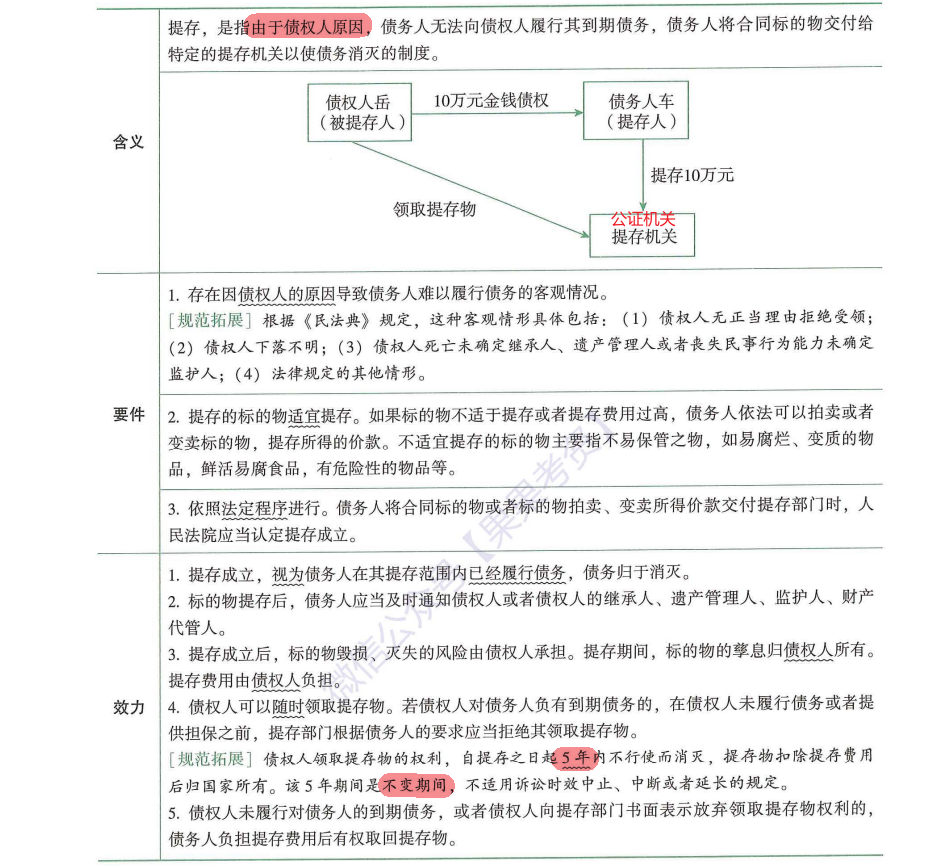 提存，是指由于债权人原因，债务人无法向债权人履行其到期债务，债务人将合同标的物交付给
特定的提存机关以使债务消灭的制度。
含义
债权人岳
（被提存人）
10万元金钱债权
债务人车
（提存人）
提存10万元
领取提存物
公证机关
提存机关
要件
1. 存在因债权人的原因导致债务人难以履行债务的客观情况。
[规范拓展] 根据《民法典》规定，这种客观情形具体包括：（1）债权人无正当理由拒绝受领；
（2）债权人下落不明；（3）债权人死亡未确定继承人、遗产管理人或者丧失民事行为能力未确定
监护人；（4）法律规定的其他情形。
2. 提存的标的物适宜提存。如果标的物不适于提存或者提存费用过高，债务人依法可以拍卖或者
变卖标的物，提存所得的价款。不适宜提存的标的物主要指不易保管之物，如易腐烂、变质的物
品，鲜活易腐食品，有危险性的物品等。
3. 依照法定程序进行。债务人将合同标的物或者标的物拍卖、变卖所得价款交付提存部门时，人
民法院应当认定提存成立。
效力
1. 提存成立，视为债务人在其提存范围内已经履行债务，债务归于消灭。
2. 标的物提存后，债务人应当及时通知债权人或者债权人的继承人、遗产管理人、监护人、财产
代管人。
3. 提存成立后，标的物毁损、灭失的风险由债权人承担。提存期间，标的物的孳息归债权人所有。
提存费用由债权人负担。
4. 债权人可以随时领取提存物。若债权人对债务人负有到期债务的，在债权人未履行债务或者提
供担保之前，提存部门根据债务人的要求应当拒绝其领取提存物。
[规范拓展] 债权人领取提存物的权利，自提存之日起5年内不行使而消灭，提存物扣除提存费用
后归国家所有。该5年期间是不变期间，不适用诉讼时效中止、中断或者延长的规定。
5. 债权人未履行对债务人的到期债务，或者债权人向提存部门书面表示放弃领取提存物权利的，
债务人负担提存费用后有权取回提存物。
微信公众号【果果考资】